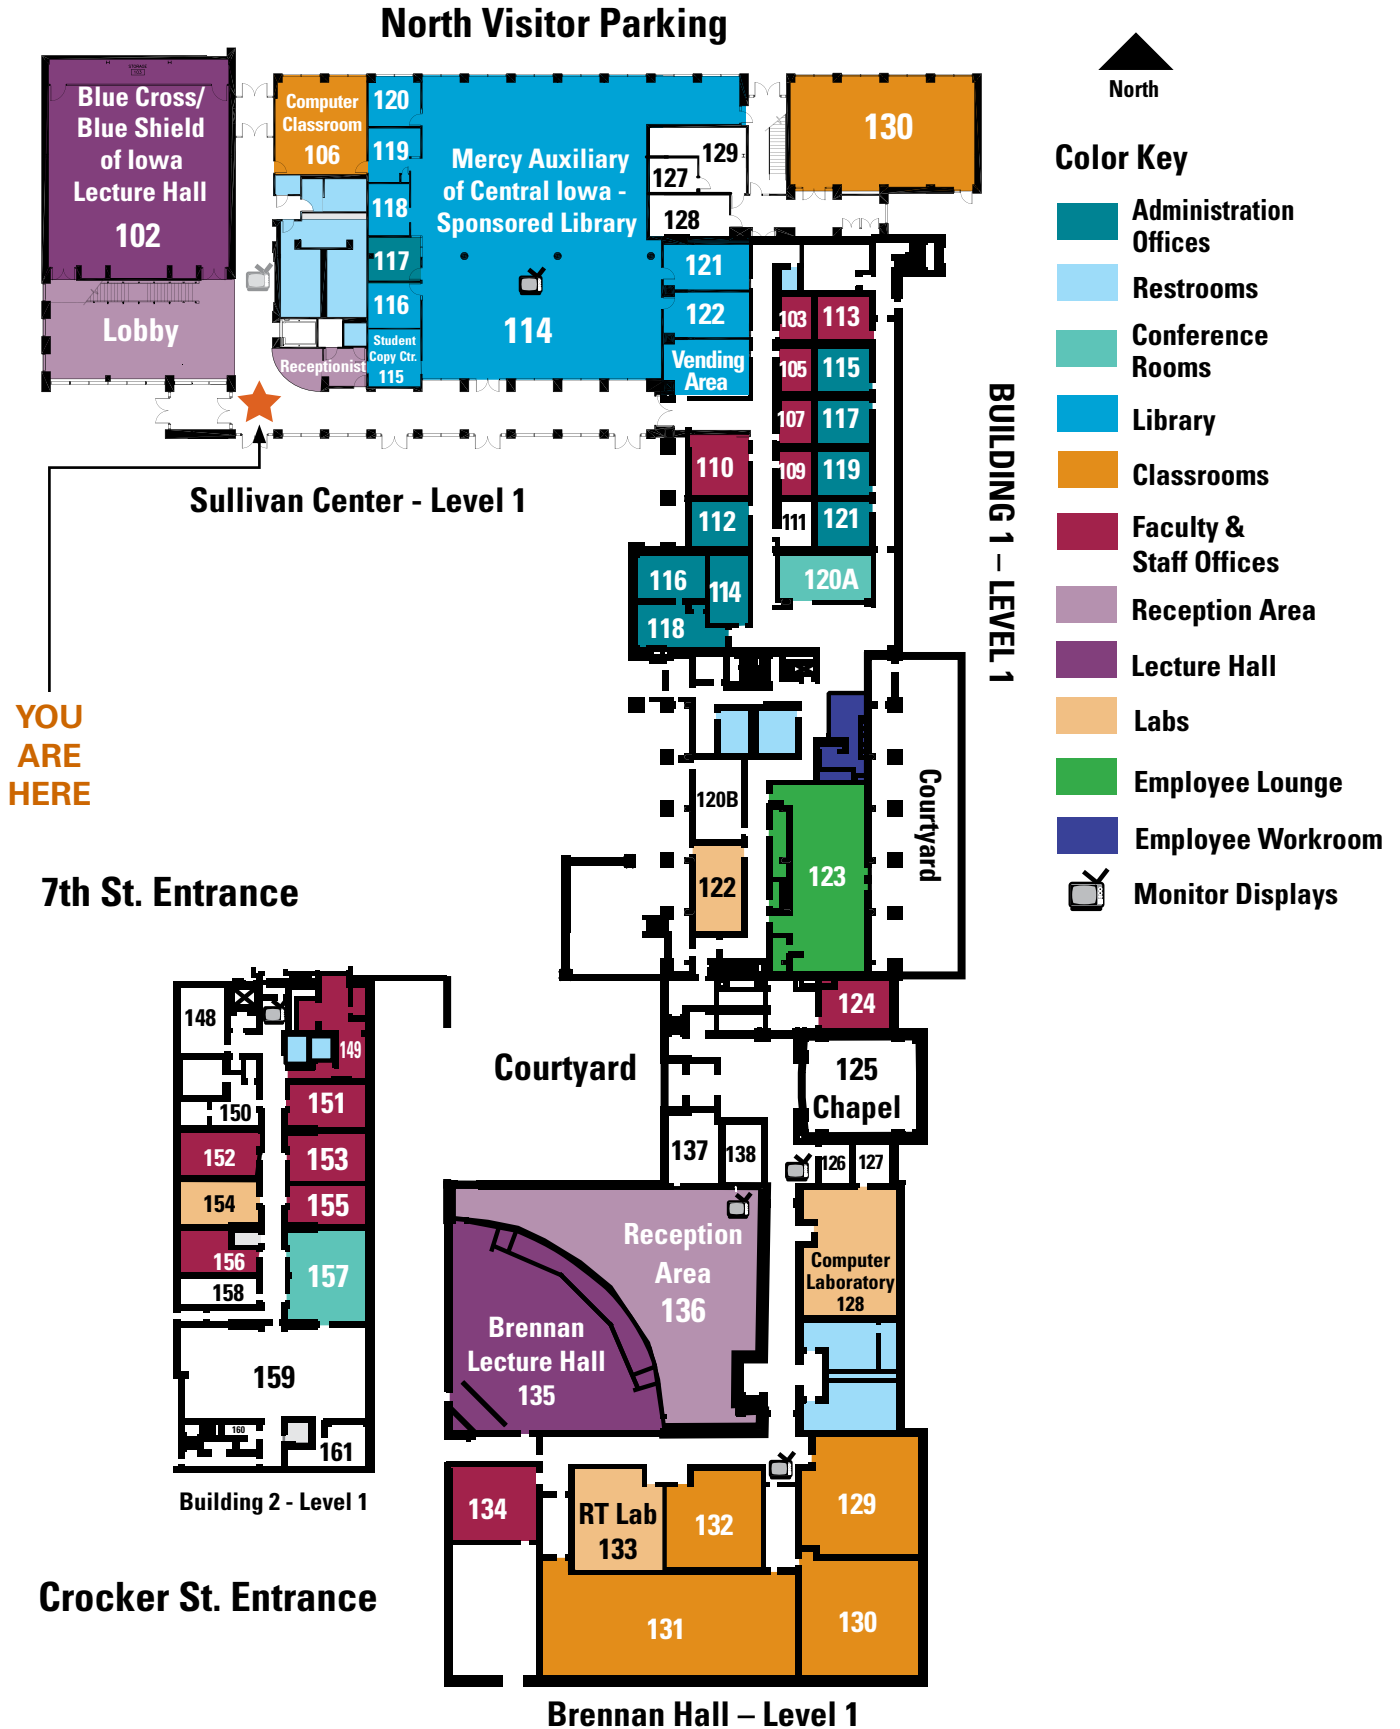 North Visitor Parking
North
Color Key
Administration
Offices
Restrooms
Conference
Rooms
Library
Classrooms
Faculty &
Staff Offices
Reception Area
Lecture Hall
Labs
Employee Lounge
Employee Workroom
Monitor Displays
Blue Cross/
Blue Shield
of Iowa
Lecture Hall
102
Lobby
Computer
Classroom
106
120
119
118
117
116
Student
Copy Ctr.
115
Receptionist
Mercy Auxiliary
of Central Iowa -
Sponsored Library
114
129
127
128
130
121
122
Vending
Area
Sullivan Center - Level 1
YOU
ARE
HERE
BUILDING 1 – LEVEL 1
103
113
105
115
107
117
109
119
111
121
110
112
116
114
118
120A
120B
122
123
Courtyard
124
125
Chapel
126
127
137
138
Courtyard
7th St. Entrance
148
149
150
151
152
153
154
155
156
157
158
159
160
161
Building 2 - Level 1
Crocker St. Entrance
Reception
Area
136
Brennan
Lecture Hall
135
Computer
Laboratory
128
129
134
RT Lab
133
132
131
130
Brennan Hall – Level 1